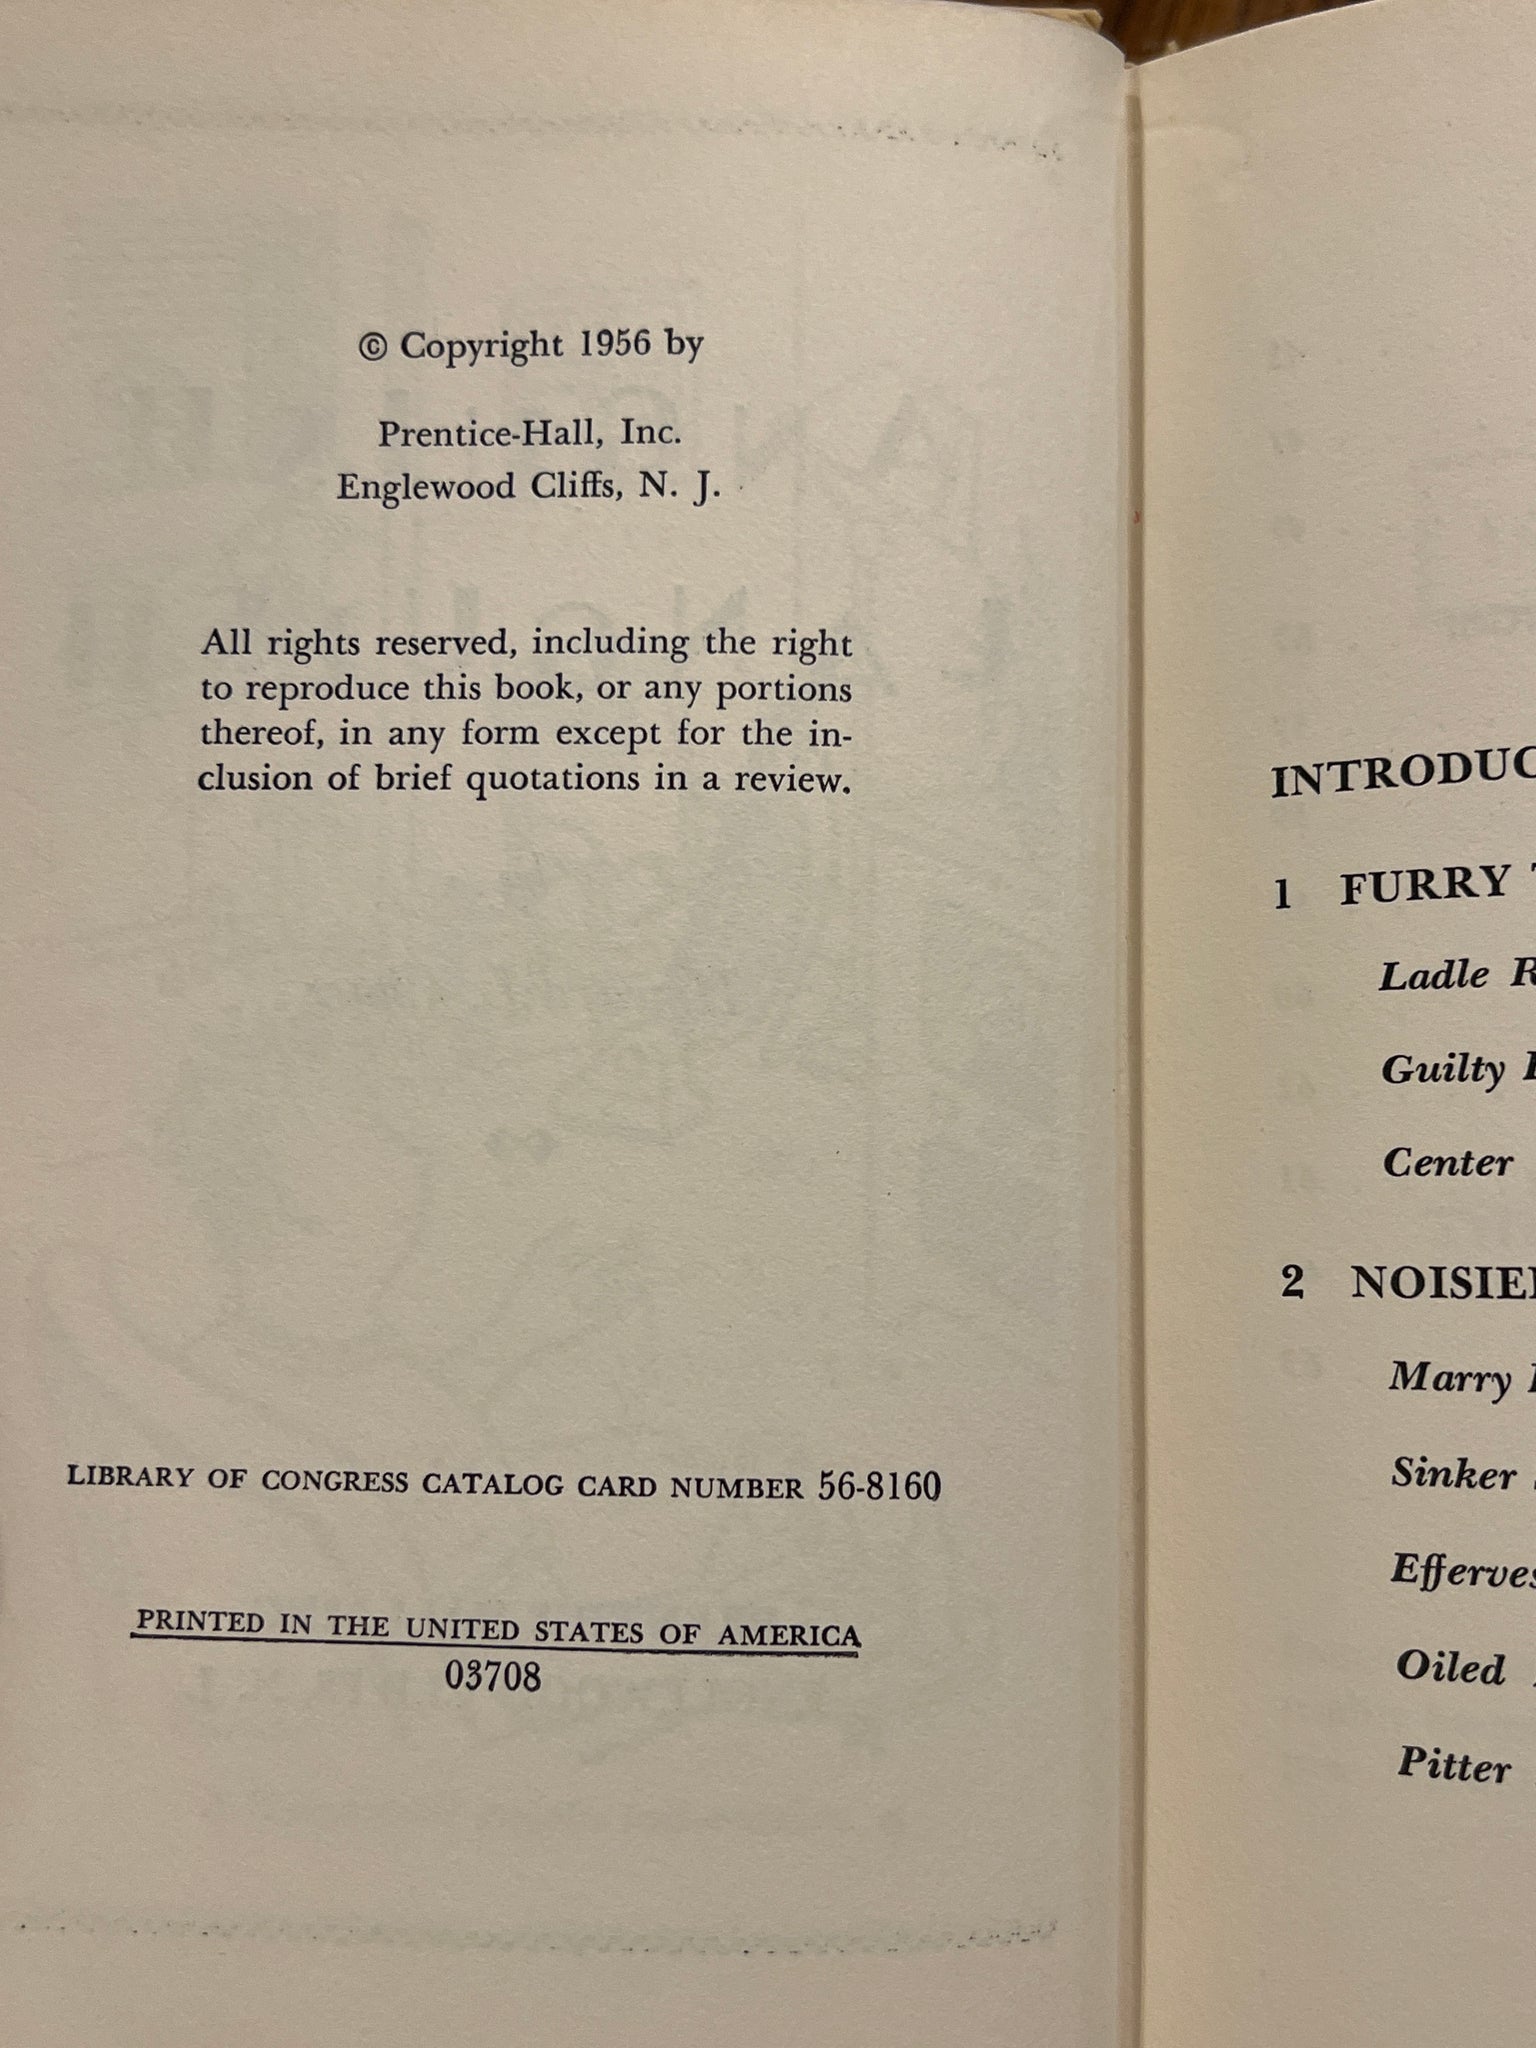 © Copyright 1956 by
Prentice-Hall, Inc.
Englewood Cliffs, N. J.
All rights reserved, including the right
to reproduce this book, or any portions
thereof, in any form except for the in-
clusion of brief quotations in a review.
LIBRARY OF CONGRESS CATALOG CARD NUMBER 56-8160
PRINTED IN THE UNITED STATES OF AMERICA
03708
INTRODUC
1 FURRY
Ladle R
Guilty
Center
2 NOISIE
Marry
Sinker
Efferves
Oiled
Pitter